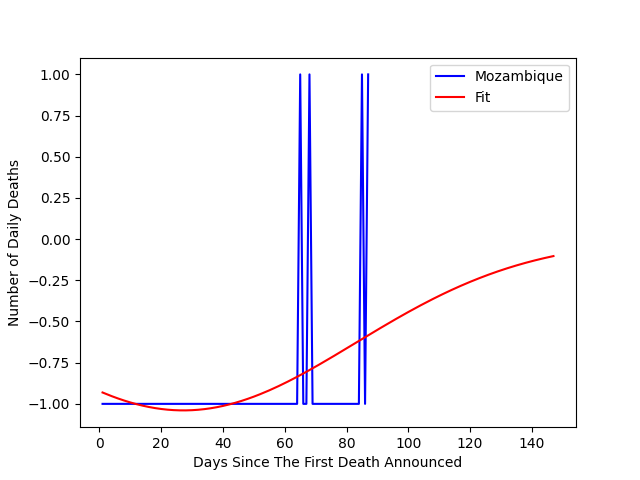 1.00
0.75
0.50
0.25
0.00
−0.25
−0.50
−0.75
−1.00
Number of Daily Deaths
Mozambique
Fit
0 20 40 60 80 100 120 140
Days Since The First Death Announced